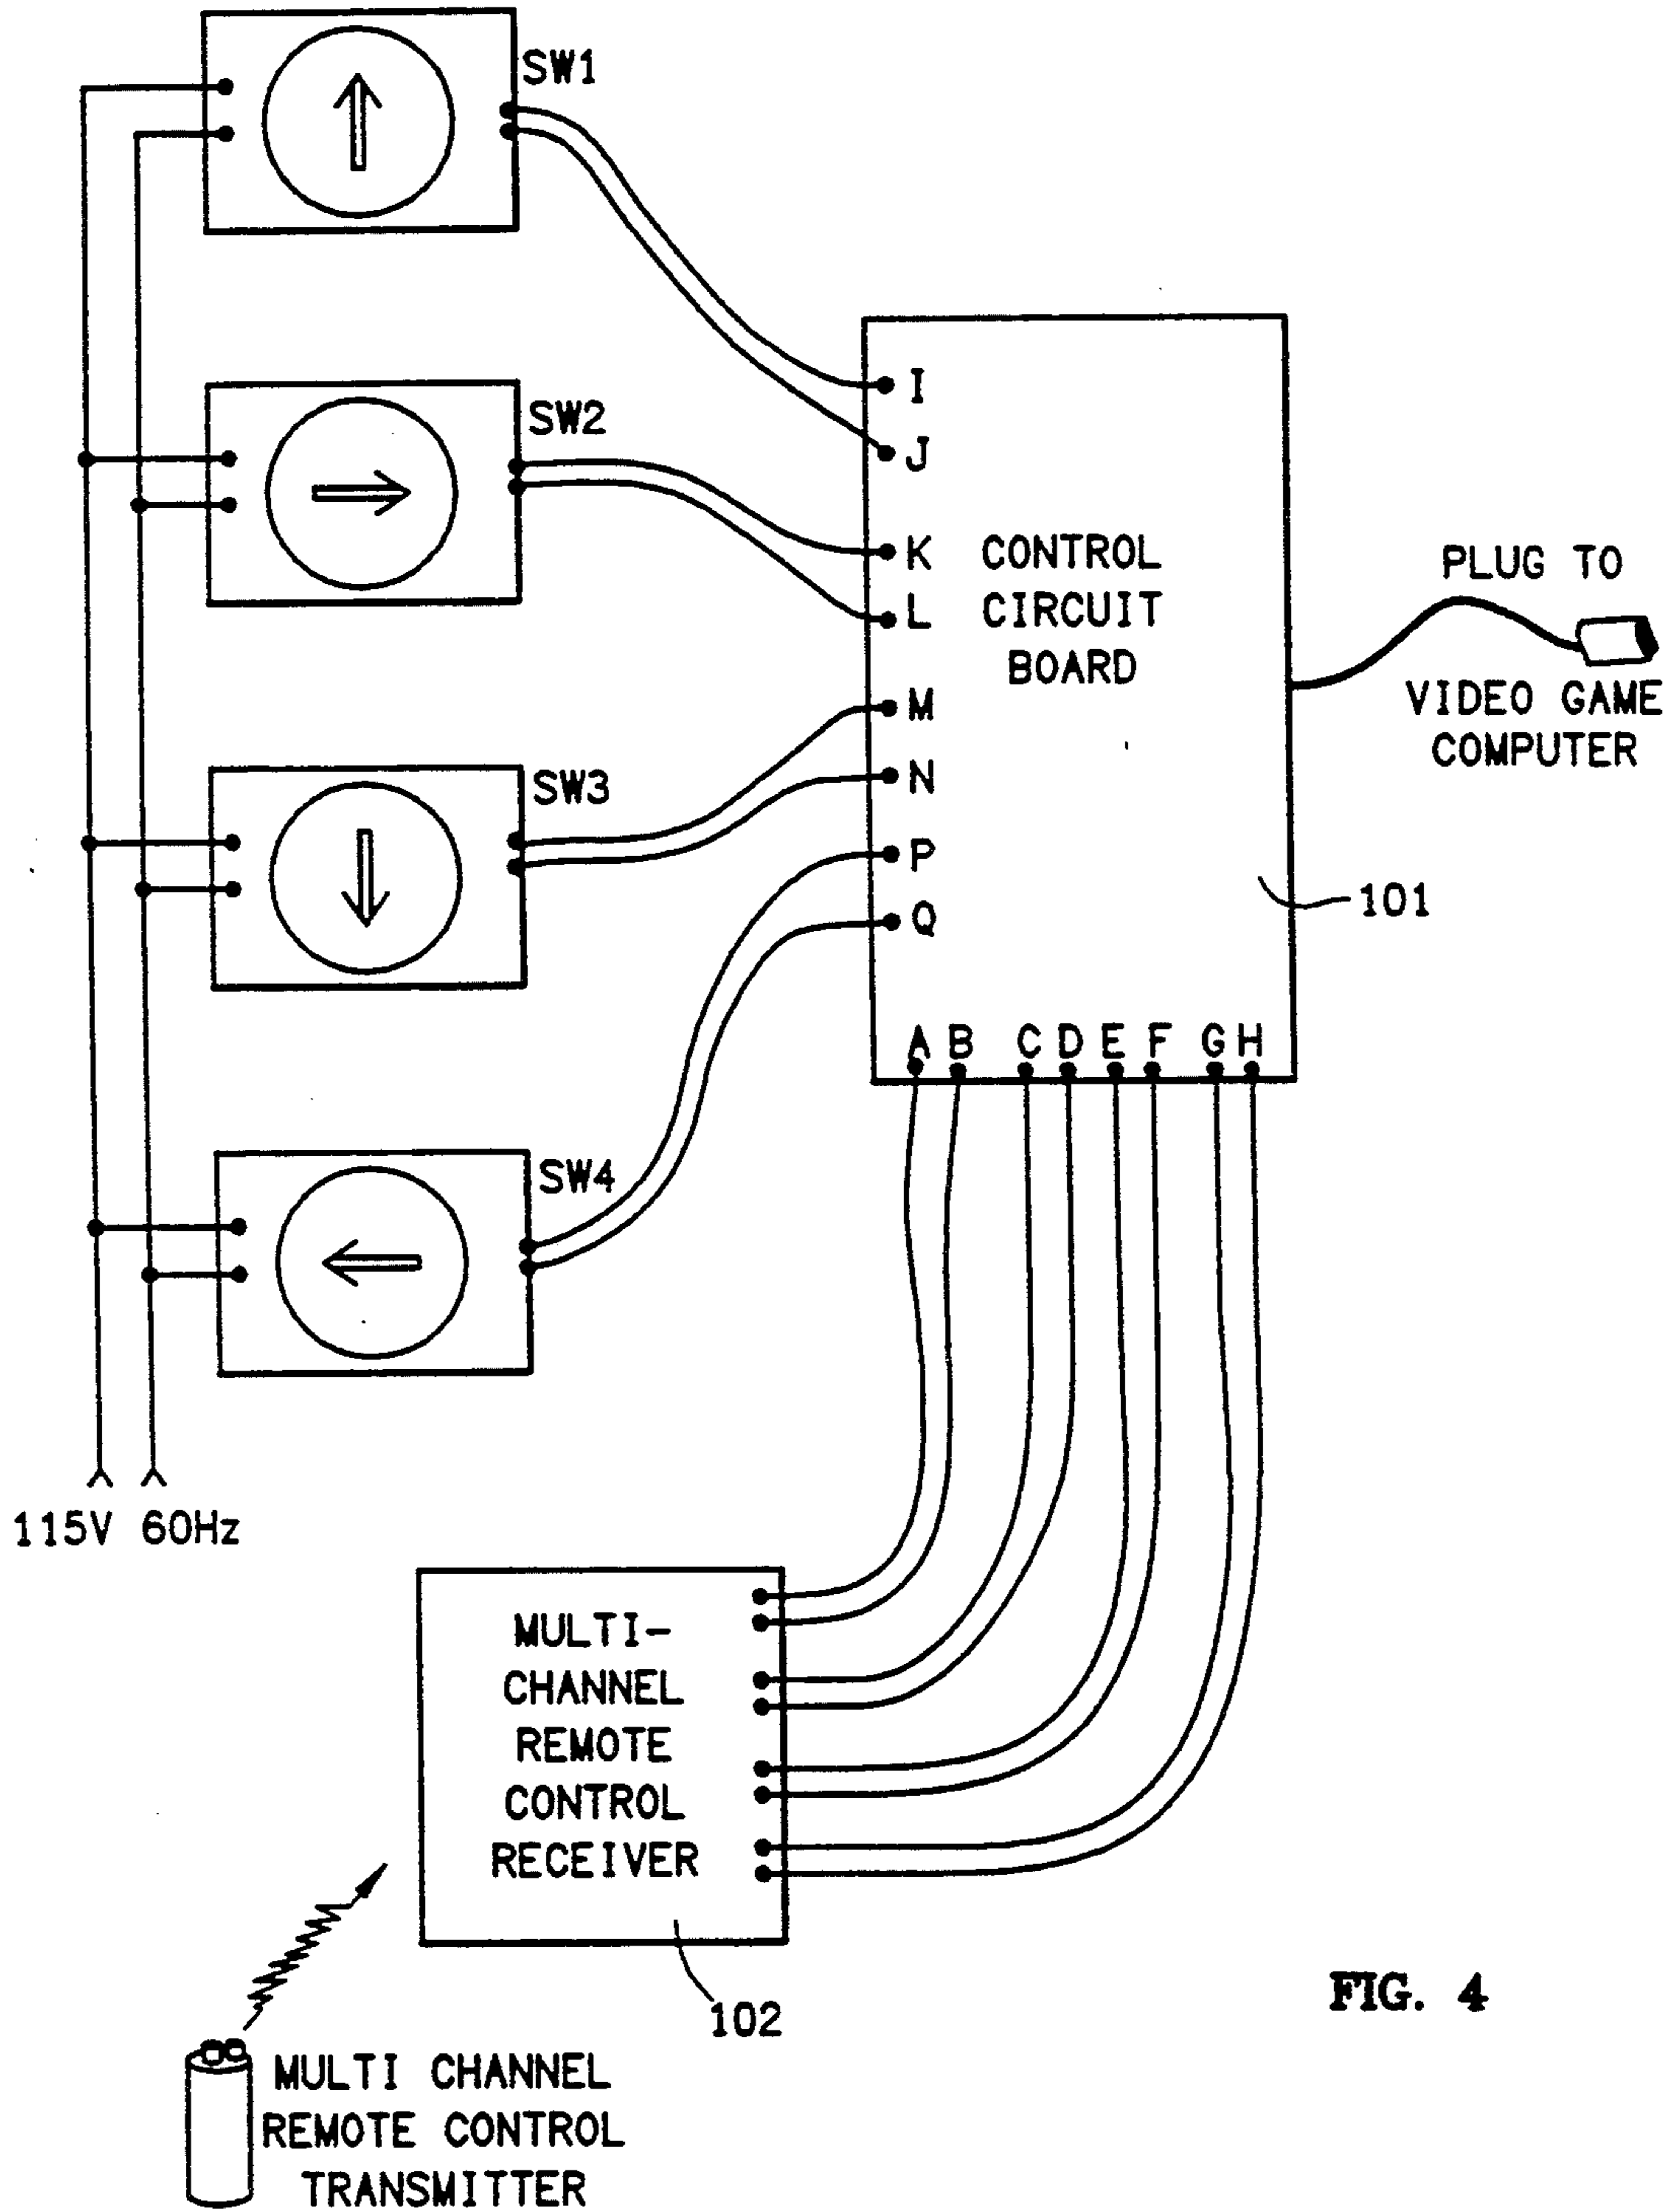 SW1
SW2
SW3
SW4
I
J
K
L
M
N
P
Q
CONTROL
CIRCUIT
BOARD
PLUG TO
VIDEO GAME
COMPUTER
101
A B C D E F G H
115V 60Hz
MULTI-
CHANNEL
REMOTE
CONTROL
RECEIVER
102
MULTI CHANNEL
REMOTE CONTROL
TRANSMITTER
FIG. 4